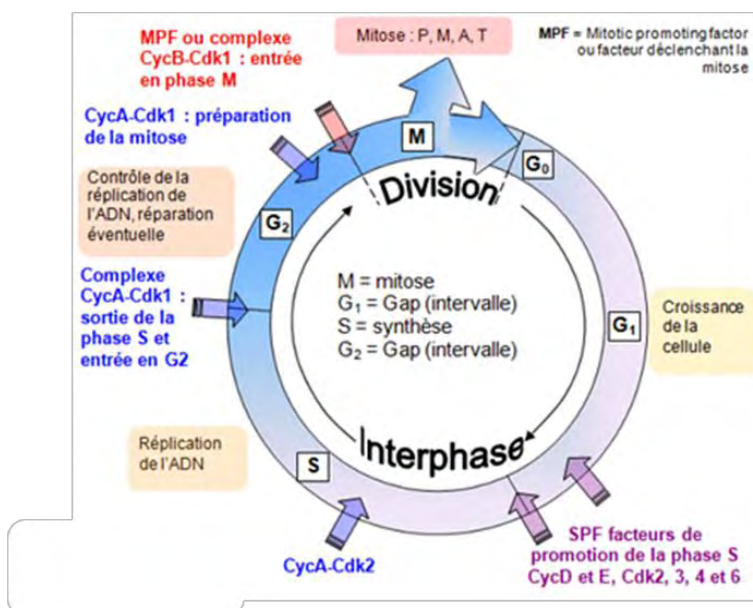 MPF ou complexe
CycB-Cdk1 : entrée
en phase M
Mitose : P, M, A, T
MPF = Mitotic promoting factor
ou facteur déclenchant la
mitose
CycA-Cdk1 : préparation
de la mitose
M
G₀
Division
Contrôle de la
réplication de
l'ADN, réparation
éventuelle
G₂
Complexe
CycA-Cdk1 :
sortie de la
phase S et
entrée en G2
M = mitose
G₁ = Gap (intervalle)
S = synthèse
G₂ = Gap (intervalle)
G₁
Croissance
de la
cellule
Interphase
Réplication
de l'ADN
S
CycA-Cdk2
SPF facteurs de
promotion de la phase S
CycD et E, Cdk2, 3, 4 et 6